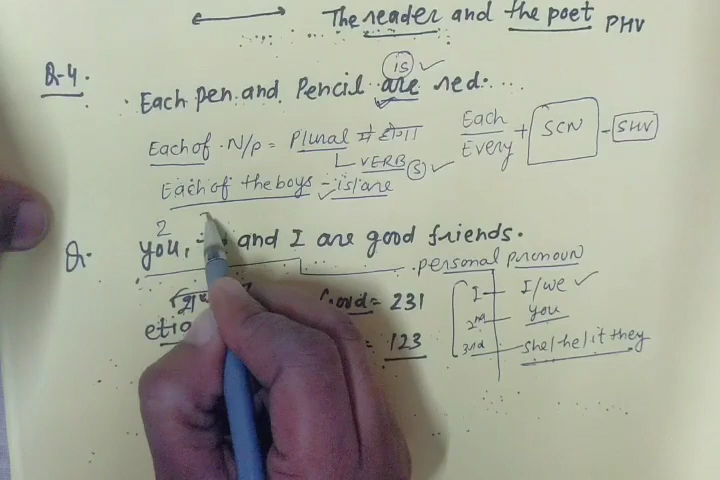 The reader and the poet PHV
is
Q-4. Each pen and Pencil are red.
Each of N/p = Plural में होगा
VERB (S)
Each of the boys - is/are
Each
Every + SCN - SHV
2
Q. you, and I are good friends.
personal pronoun
Good = 231
= 123
I - I/we
2nd - you
3rd - she/he/it they